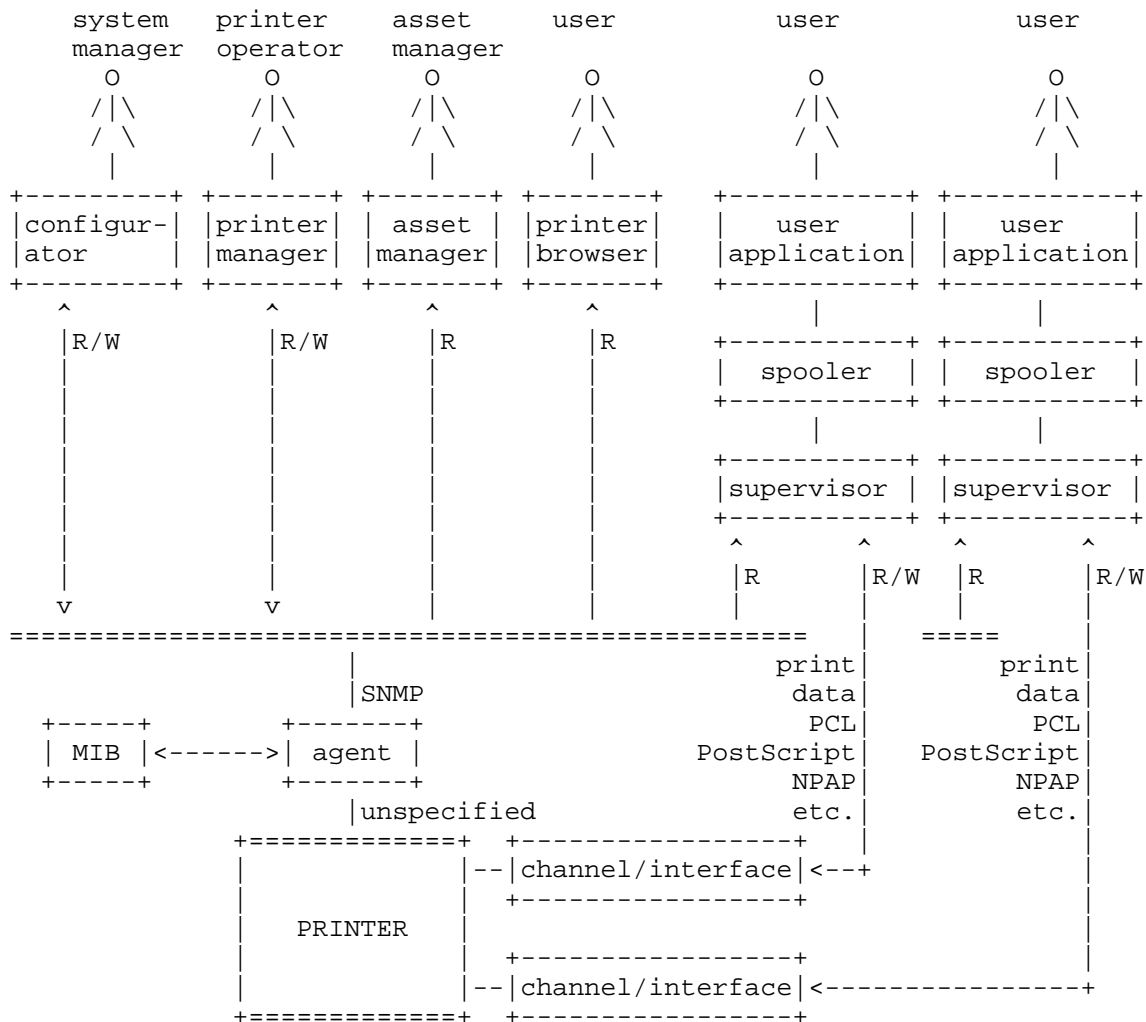 system printer asset user user user
manager operator manager
configur- printer asset printer user user
ator manager manager browser application application
R/W R/W R R
spooler spooler
supervisor supervisor
R R/W R R/W
print print
SNMP data data
PCL PCL
MIB agent PostScript PostScript
NPAP NPAP
unspecified etc. etc.
channel/interface
PRINTER
channel/interface